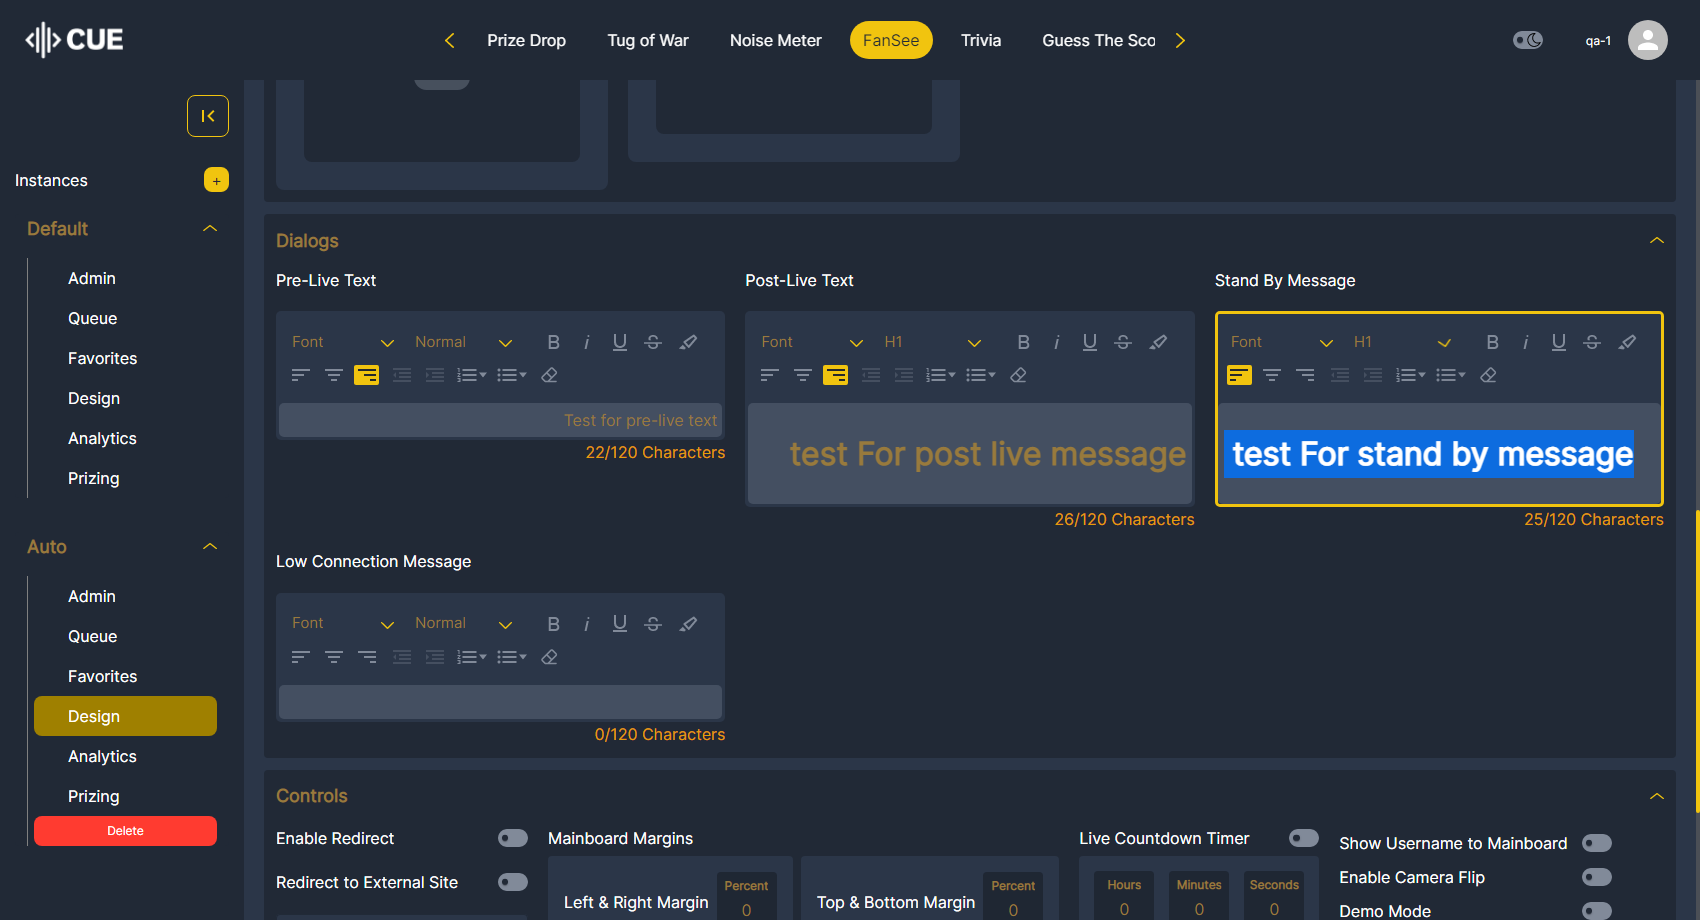 CUE
Prize Drop
Tug of War
Noise Meter
FanSee
Trivia
Guess The Sco
qa-1
Instances
+
Default
Admin
Queue
Favorites
Design
Analytics
Prizing
Auto
Admin
Queue
Favorites
Design
Analytics
Prizing
Delete
Dialogs
Pre-Live Text
Font
Normal
B i U S
Test for pre-live text
22/120 Characters
Post-Live Text
Font
H1
B i U S
test For post live message
26/120 Characters
Stand By Message
Font
H1
B i U S
test For stand by message
25/120 Characters
Low Connection Message
Font
Normal
B i U S
0/120 Characters
Controls
Enable Redirect
Redirect to External Site
Mainboard Margins
Left & Right Margin
Percent
0
Top & Bottom Margin
Percent
0
Live Countdown Timer
Hours
0
Minutes
0
Seconds
0
Show Username to Mainboard
Enable Camera Flip
Demo Mode